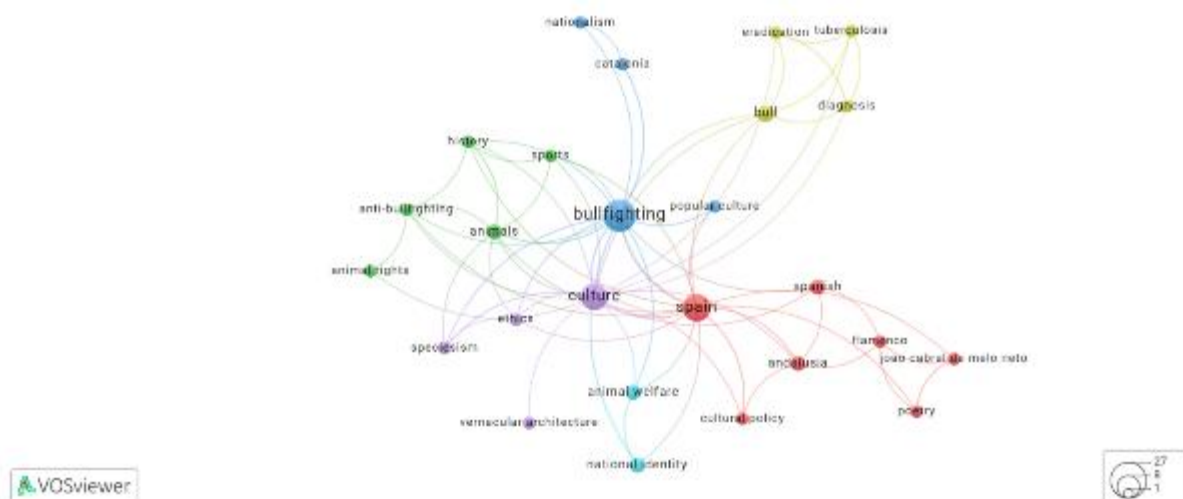 nationalism
eradication
tuberculosis
catalonia
bull
diagnosis
history
sports
anti-bullfighting
bullfighting
popular culture
animals
animal rights
culture
spain
spanish
ethics
speciesism
flamenco
andalusia
joao-cabral de melo neto
animal welfare
vernacular architecture
cultural policy
poetry
national identity
VOSviewer
27
8
1